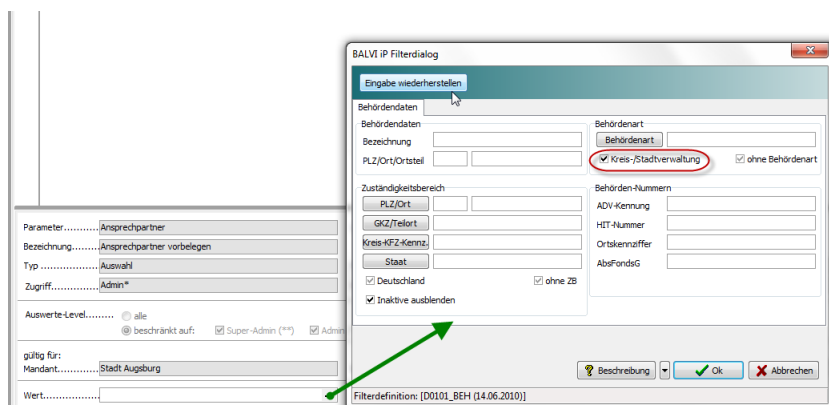 BALVI iP Filterdialog
Eingabe wiederherstellen
Behördendaten
Behördendaten
Bezeichnung
PLZ/Ort/Ortsteil
Behördenart
Behördenart
Kreis-/Stadtverwaltung ohne Behördenart
Zuständigkeitsbereich
PLZ/Ort
GKZ/Teilort
Kreis-KFZ-Kennz.
Staat
Deutschland ohne ZB
Inaktive ausblenden
Behörden-Nummern
ADV-Kennung
HIT-Nummer
Ortskennziffer
AbsFondsG
Beschreibung Ok Abbrechen
Filterdefinition: [D0101_BEH (14.06.2010)]
Parameter........... Ansprechpartner
Bezeichnung......... Ansprechpartner vorbelegen
Typ ................. Auswahl
Zugriff............... Admin*
Auswerte-Level........ alle
beschränkt auf: Super-Admin (**) Admin
gültig für:
Mandant............. Stadt Augsburg
Wert..................